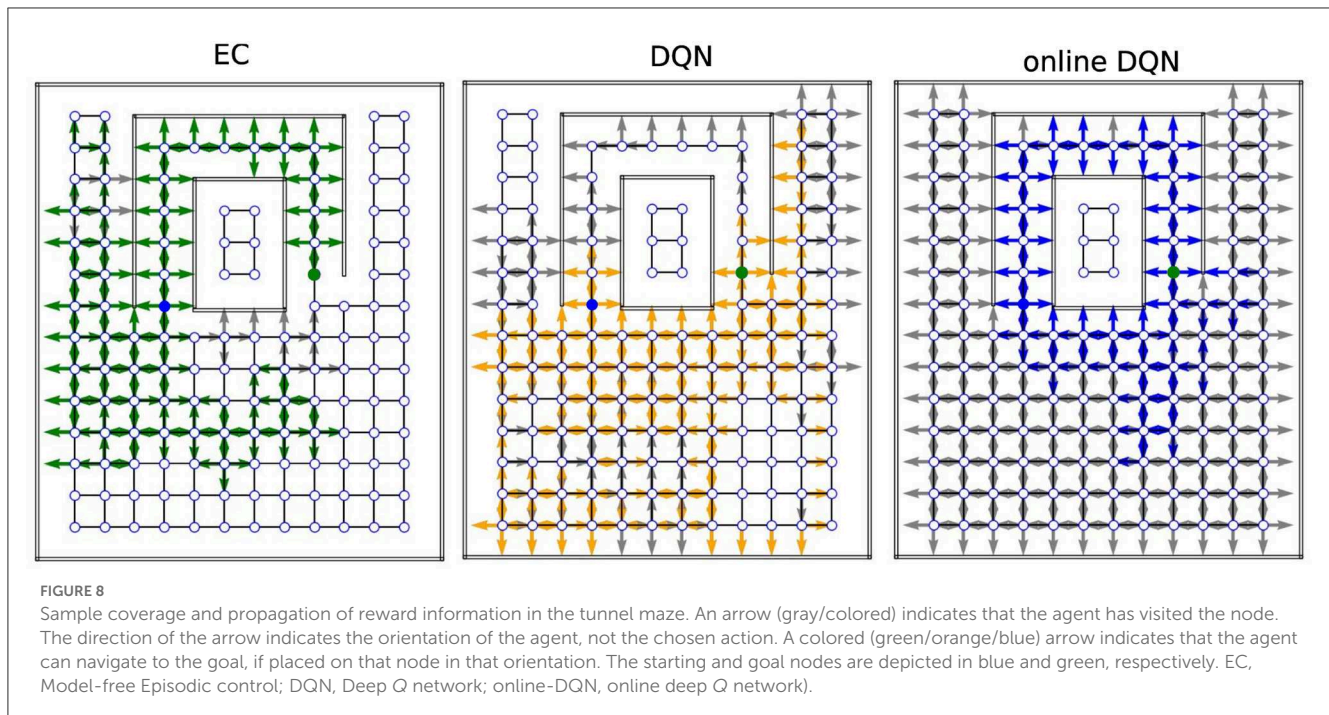 EC
DQN
online DQN
FIGURE 8
Sample coverage and propagation of reward information in the tunnel maze. An arrow (gray/colored) indicates that the agent has visited the node.
The direction of the arrow indicates the orientation of the agent, not the chosen action. A colored (green/orange/blue) arrow indicates that the agent
can navigate to the goal, if placed on that node in that orientation. The starting and goal nodes are depicted in blue and green, respectively. EC,
Model-free Episodic control; DQN, Deep Q network; online-DQN, online deep Q network).